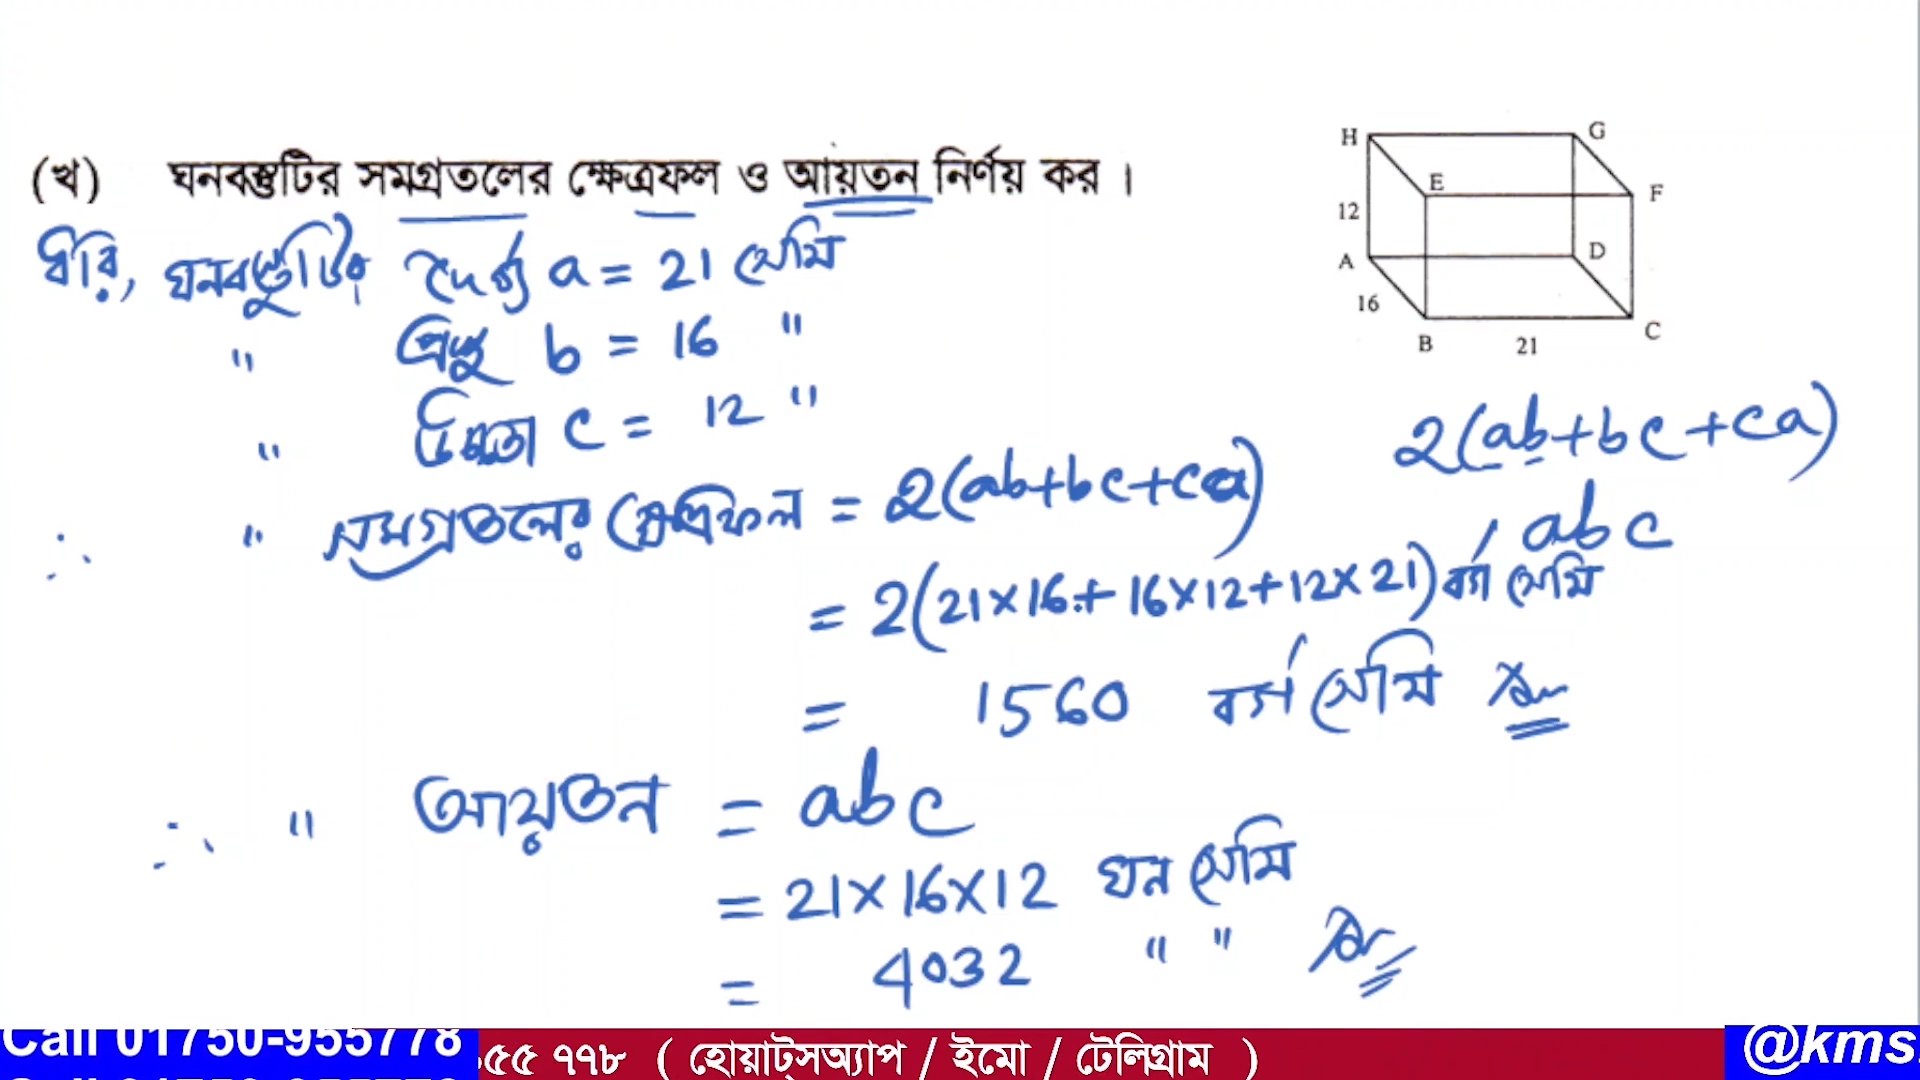 (খ) ঘনবস্তুটির সমগ্রতলের ক্ষেত্রফল ও আয়তন নির্ণয় কর ।
H G
E F
12
A D
16
B 21 C
ধরি, ঘনবস্তুটির দৈর্ঘ্য a = 21 সেমি
" প্রস্থ b = 16 "
" উচ্চতা c = 12 "
2(ab+bc+ca)
abc
∴ " সমগ্রতলের ক্ষেত্রফল = 2(ab+bc+ca)
= 2(21×16+16×12+12×21) বর্গ সেমি
= 1560 বর্গ সেমি
∴ " আয়তন = abc
= 21×16×12 ঘন সেমি
= 4032 " "
Call 01750-955778
৫৫ ৭৭৮ ( হোয়াট্সঅ্যাপ / ইমো / টেলিগ্রাম )
@kms